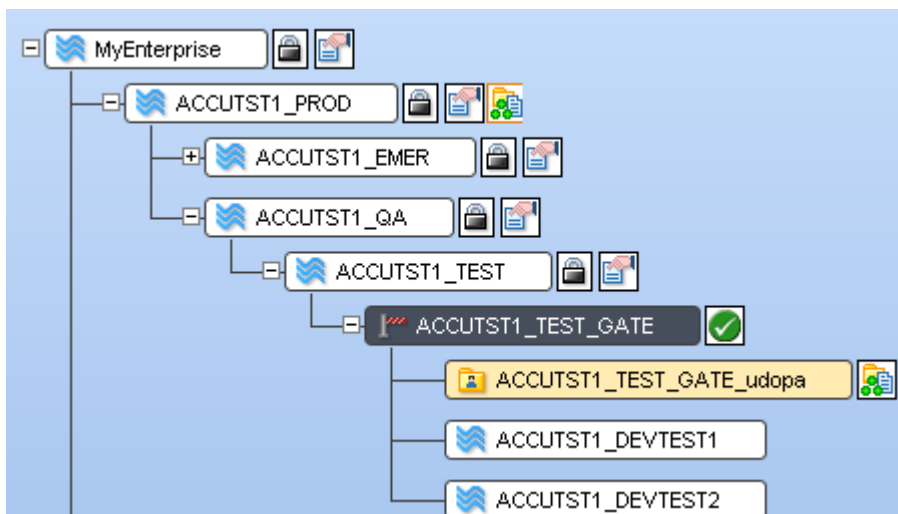 MyEnterprise
ACCUTST1_PROD
ACCUTST1_EMER
ACCUTST1_QA
ACCUTST1_TEST
ACCUTST1_TEST_GATE
ACCUTST1_TEST_GATE_udopa
ACCUTST1_DEVTEST1
ACCUTST1_DEVTEST2